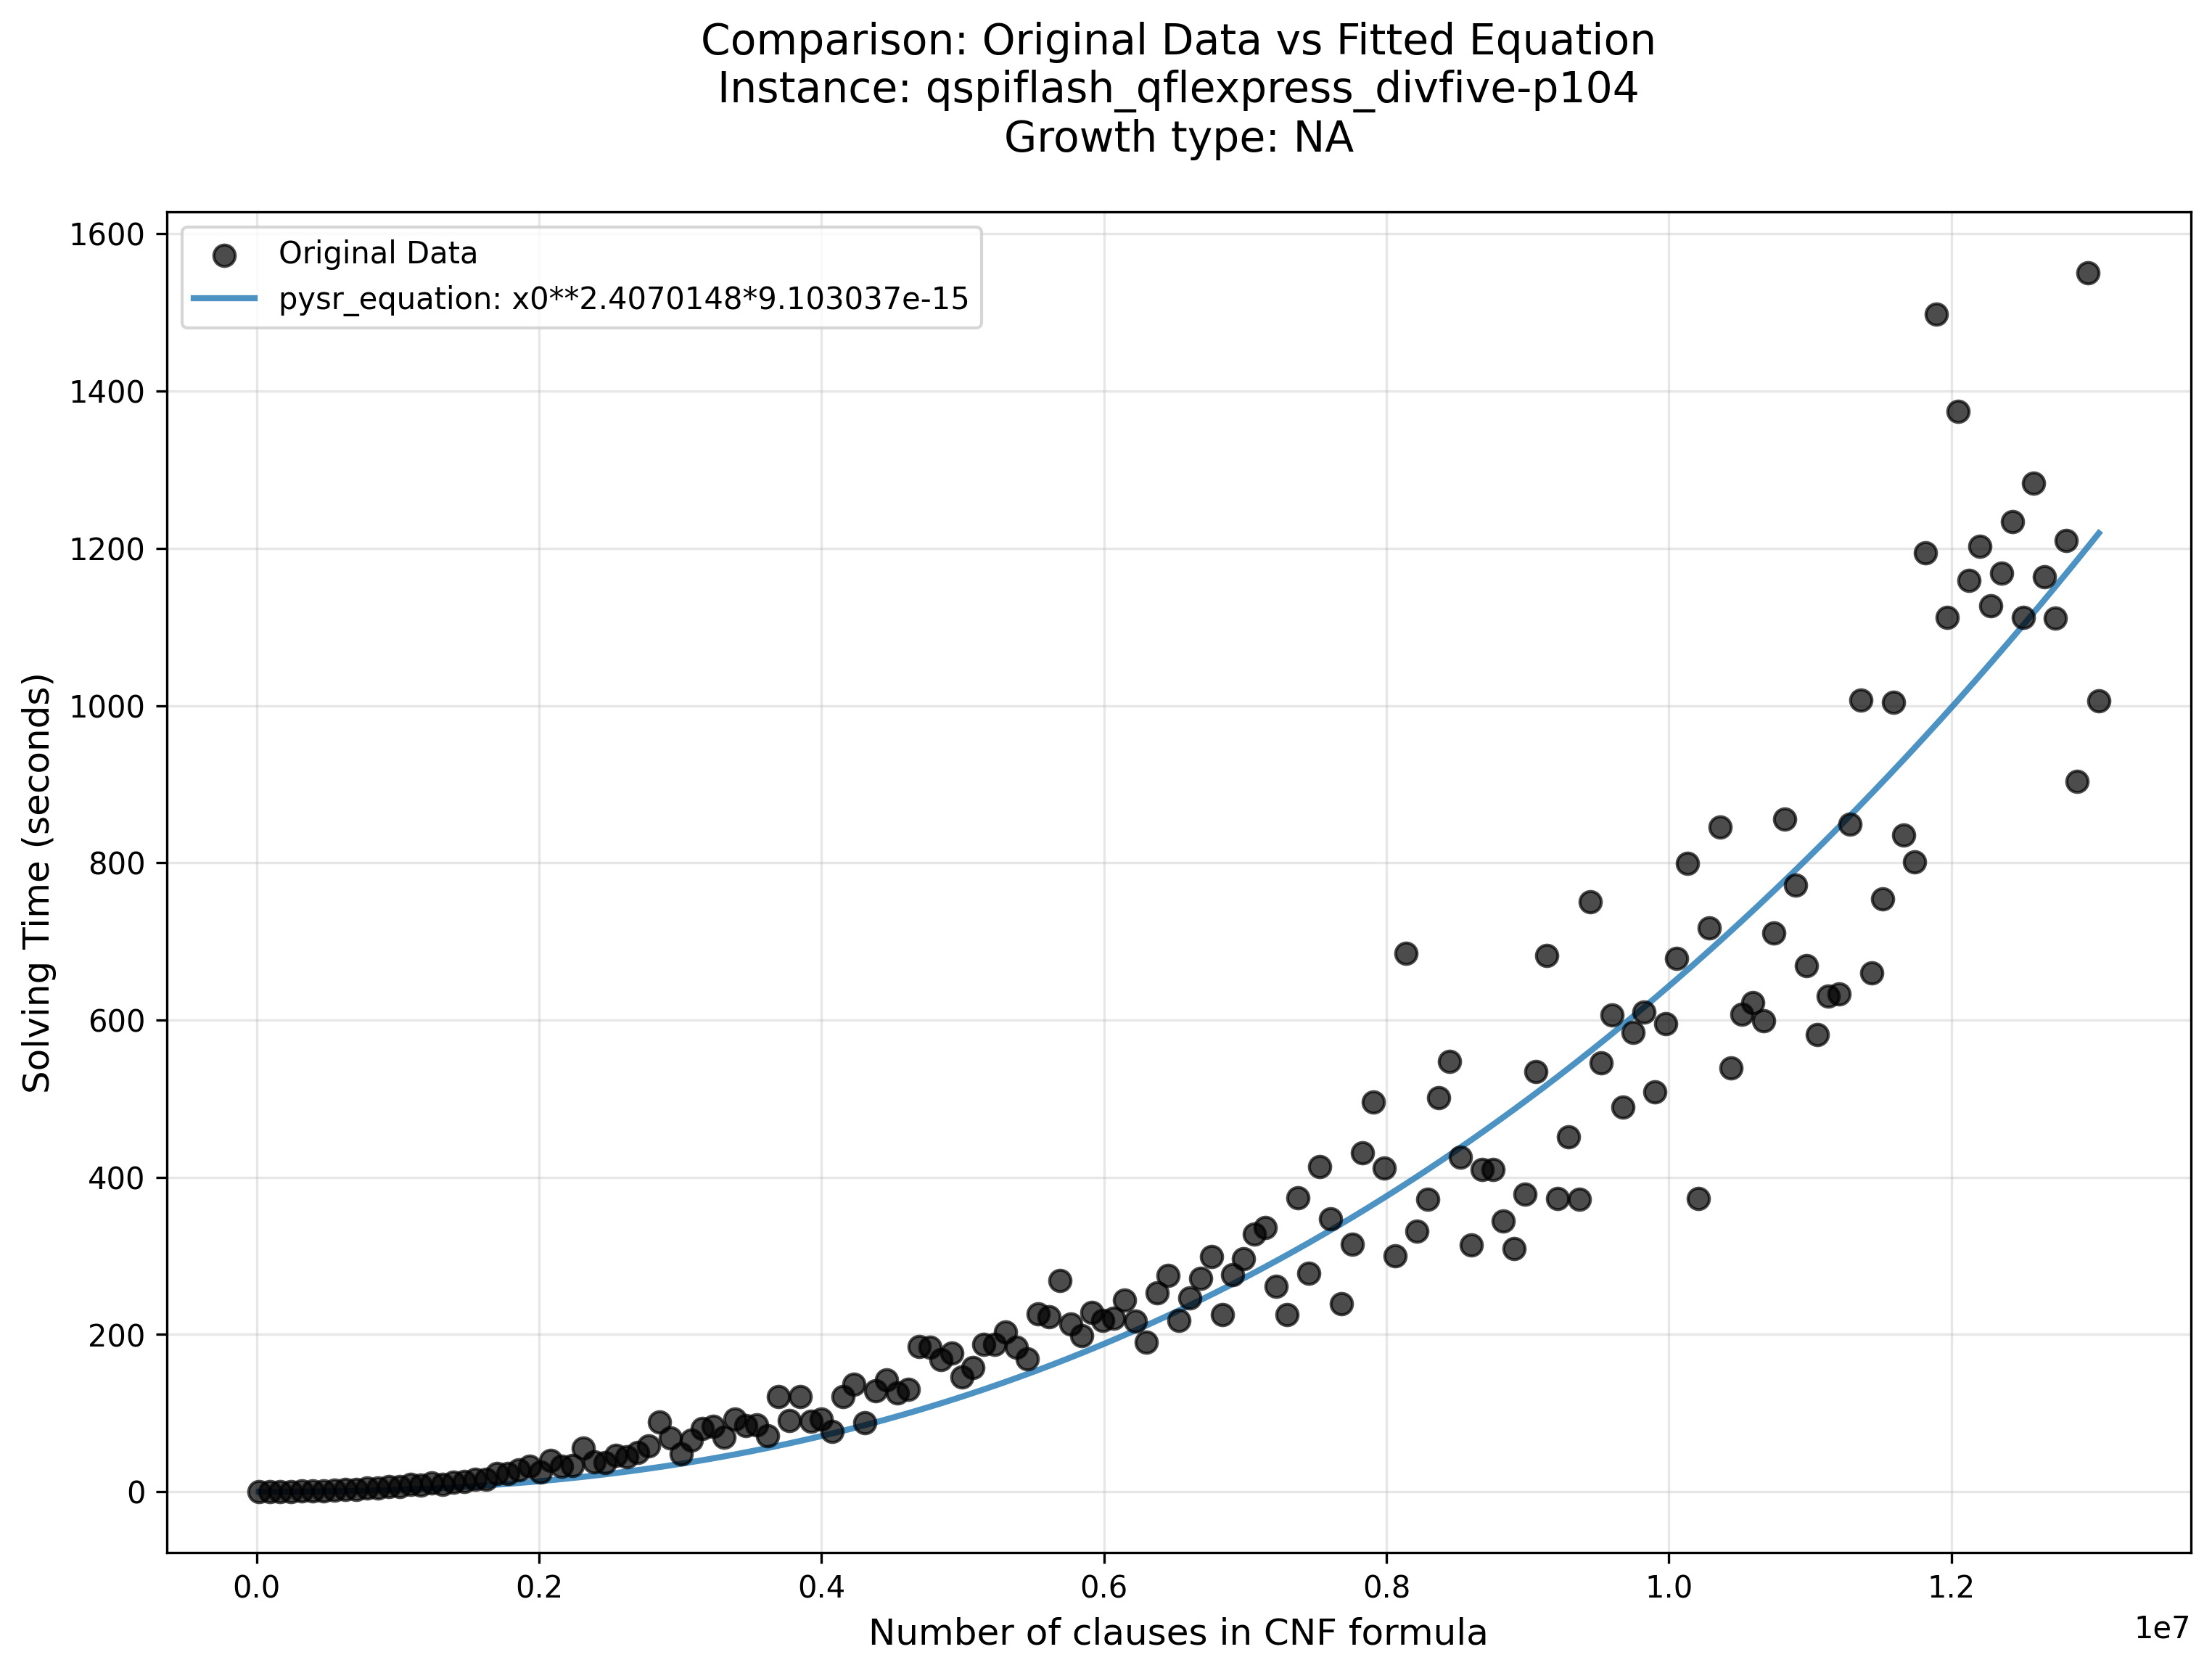 Comparison: Original Data vs Fitted Equation
Instance: qspiflash_qflexpress_divfive-p104
Growth type: NA
Original Data
pysr_equation: x0**2.4070148*9.103037e-15
1600
1400
1200
1000
800
600
400
200
0
Solving Time (seconds)
0.0 0.2 0.4 0.6 0.8 1.0 1.2
1e7
Number of clauses in CNF formula